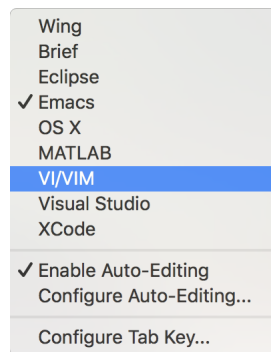 Wing
Brief
Eclipse
✓ Emacs
OS X
MATLAB
VI/VIM
Visual Studio
XCode
✓ Enable Auto-Editing
Configure Auto-Editing...
Configure Tab Key...